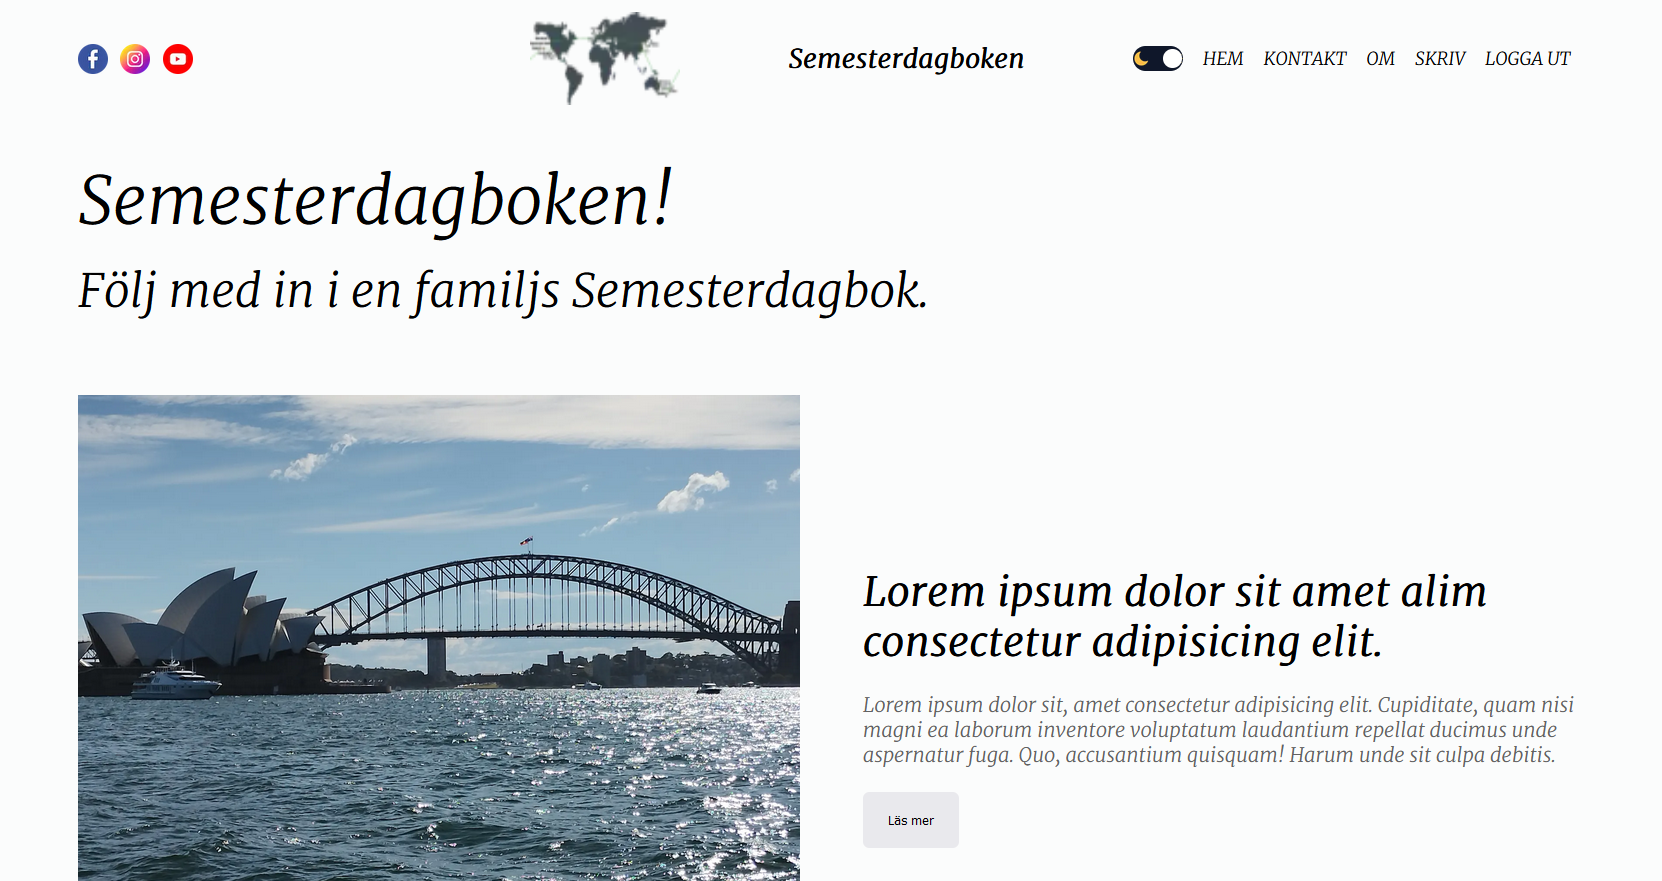 Semesterdagboken
HEM KONTAKT OM SKRIV LOGGA UT
Semesterdagboken!
Följ med in i en familjs Semesterdagbok.
Lorem ipsum dolor sit amet alim
consectetur adipisicing elit.
Lorem ipsum dolor sit, amet consectetur adipisicing elit. Cupiditate, quam nisi
magni ea laborum inventore voluptatum laudantium repellat ducimus unde
aspernatur fuga. Quo, accusantium quisquam! Harum unde sit culpa debitis.
Läs mer